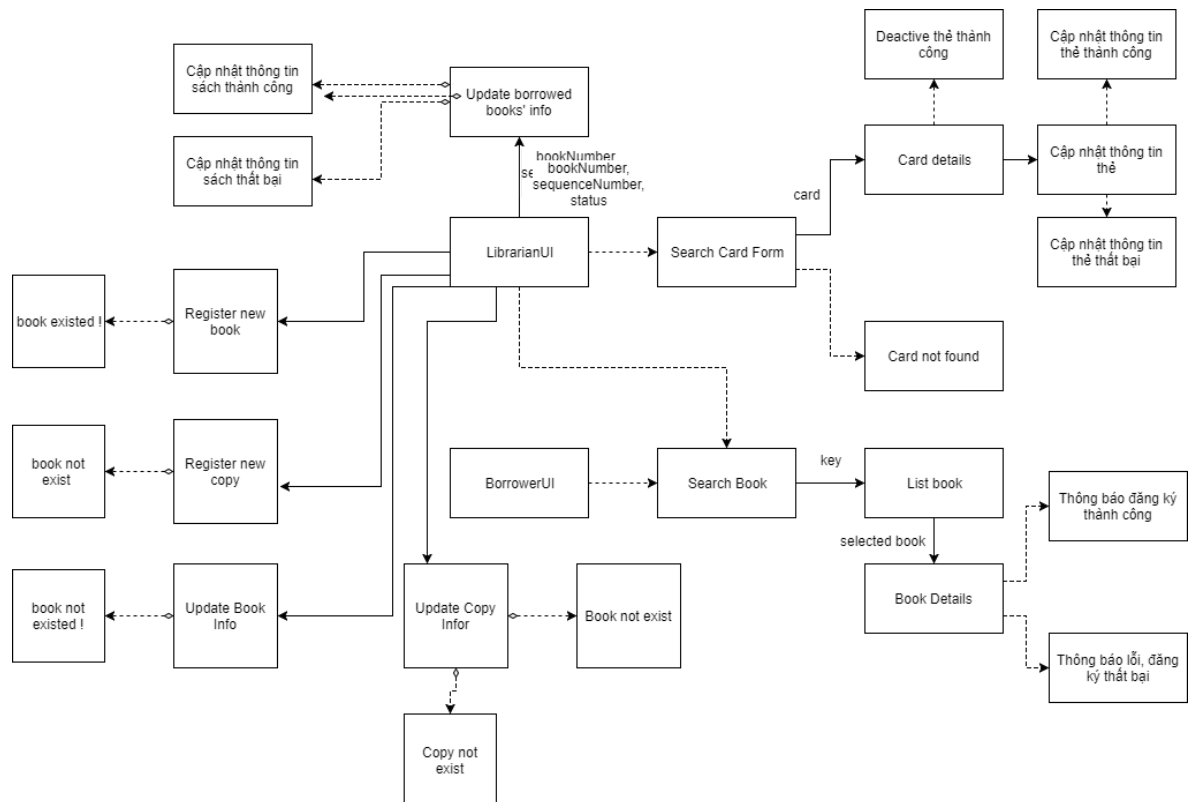 Deactive thẻ thành
công
Cập nhật thông tin
thẻ thành công
Cập nhật thông tin
sách thành công
Update borrowed
books' info
Cập nhật thông tin
sách thất bại
bookNumber
bookNumber,
sequenceNumber,
status
Card details
Cập nhật thông tin
thẻ
card
LibrarianUI
Search Card Form
Cập nhật thông tin
thẻ thất bại
book existed !
Register new
book
Card not found
book not
exist
Register new
copy
BorrowerUI
Search Book
key
List book
Thông báo đăng ký
thành công
selected book
book not
existed !
Update Book
Info
Update Copy
Infor
Book not exist
Book Details
Thông báo lỗi, đăng
ký thất bại
Copy not
exist